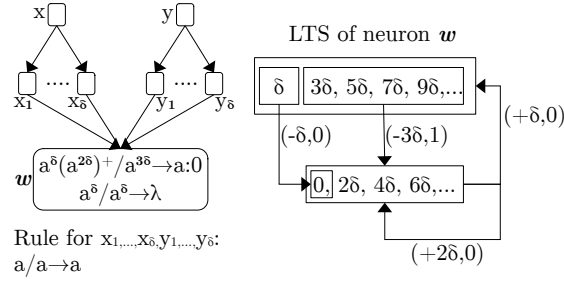 x
y
x₁ .... x_δ
y₁ .... y_δ
w
a^δ(a^{2δ})⁺/a^{3δ}→a:0
a^δ/a^δ→λ
Rule for x₁,...,x_δ,y₁,...,y_δ:
a/a→a
LTS of neuron w
δ
3δ, 5δ, 7δ, 9δ,...
(+δ,0)
(-δ,0)
(-3δ,1)
0, 2δ, 4δ, 6δ,...
(+2δ,0)